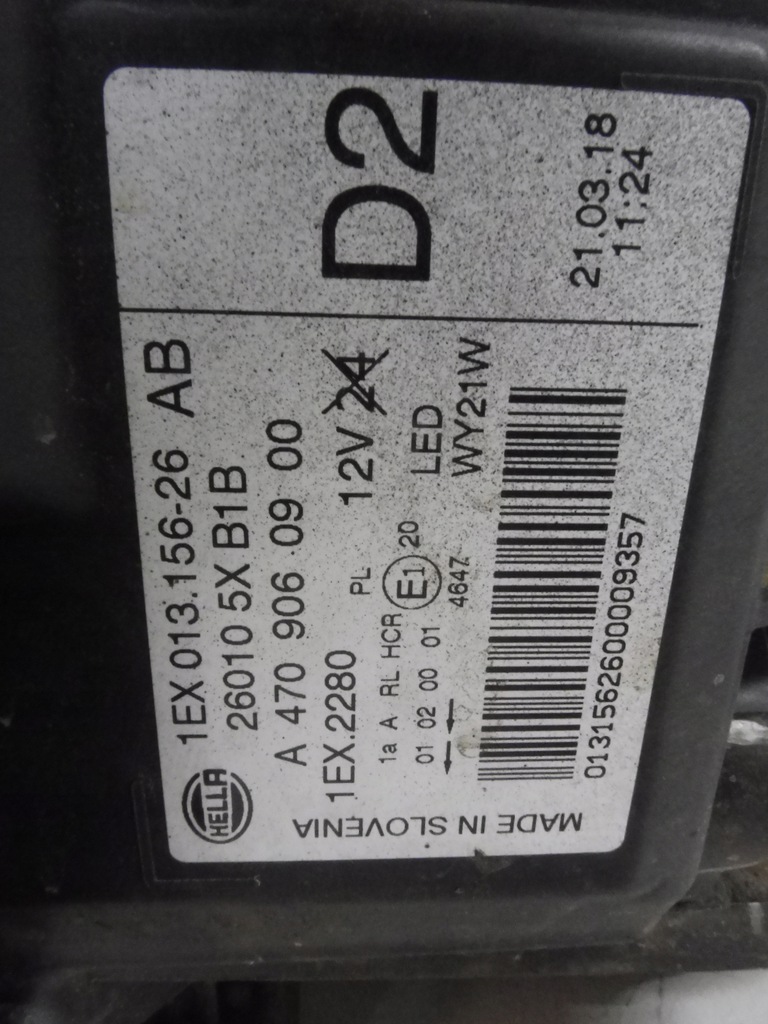 HELLA
1EX 013.156-26 AB
26010 5X B1B
A 470 906 09 00
1EX.2280 PL 12V 24
1a A RL HCR E1 20 LED
01 02 00 01 4647 WY21W
013156260000009357
MADE IN SLOVENIA
D2
21.03.18
11:24